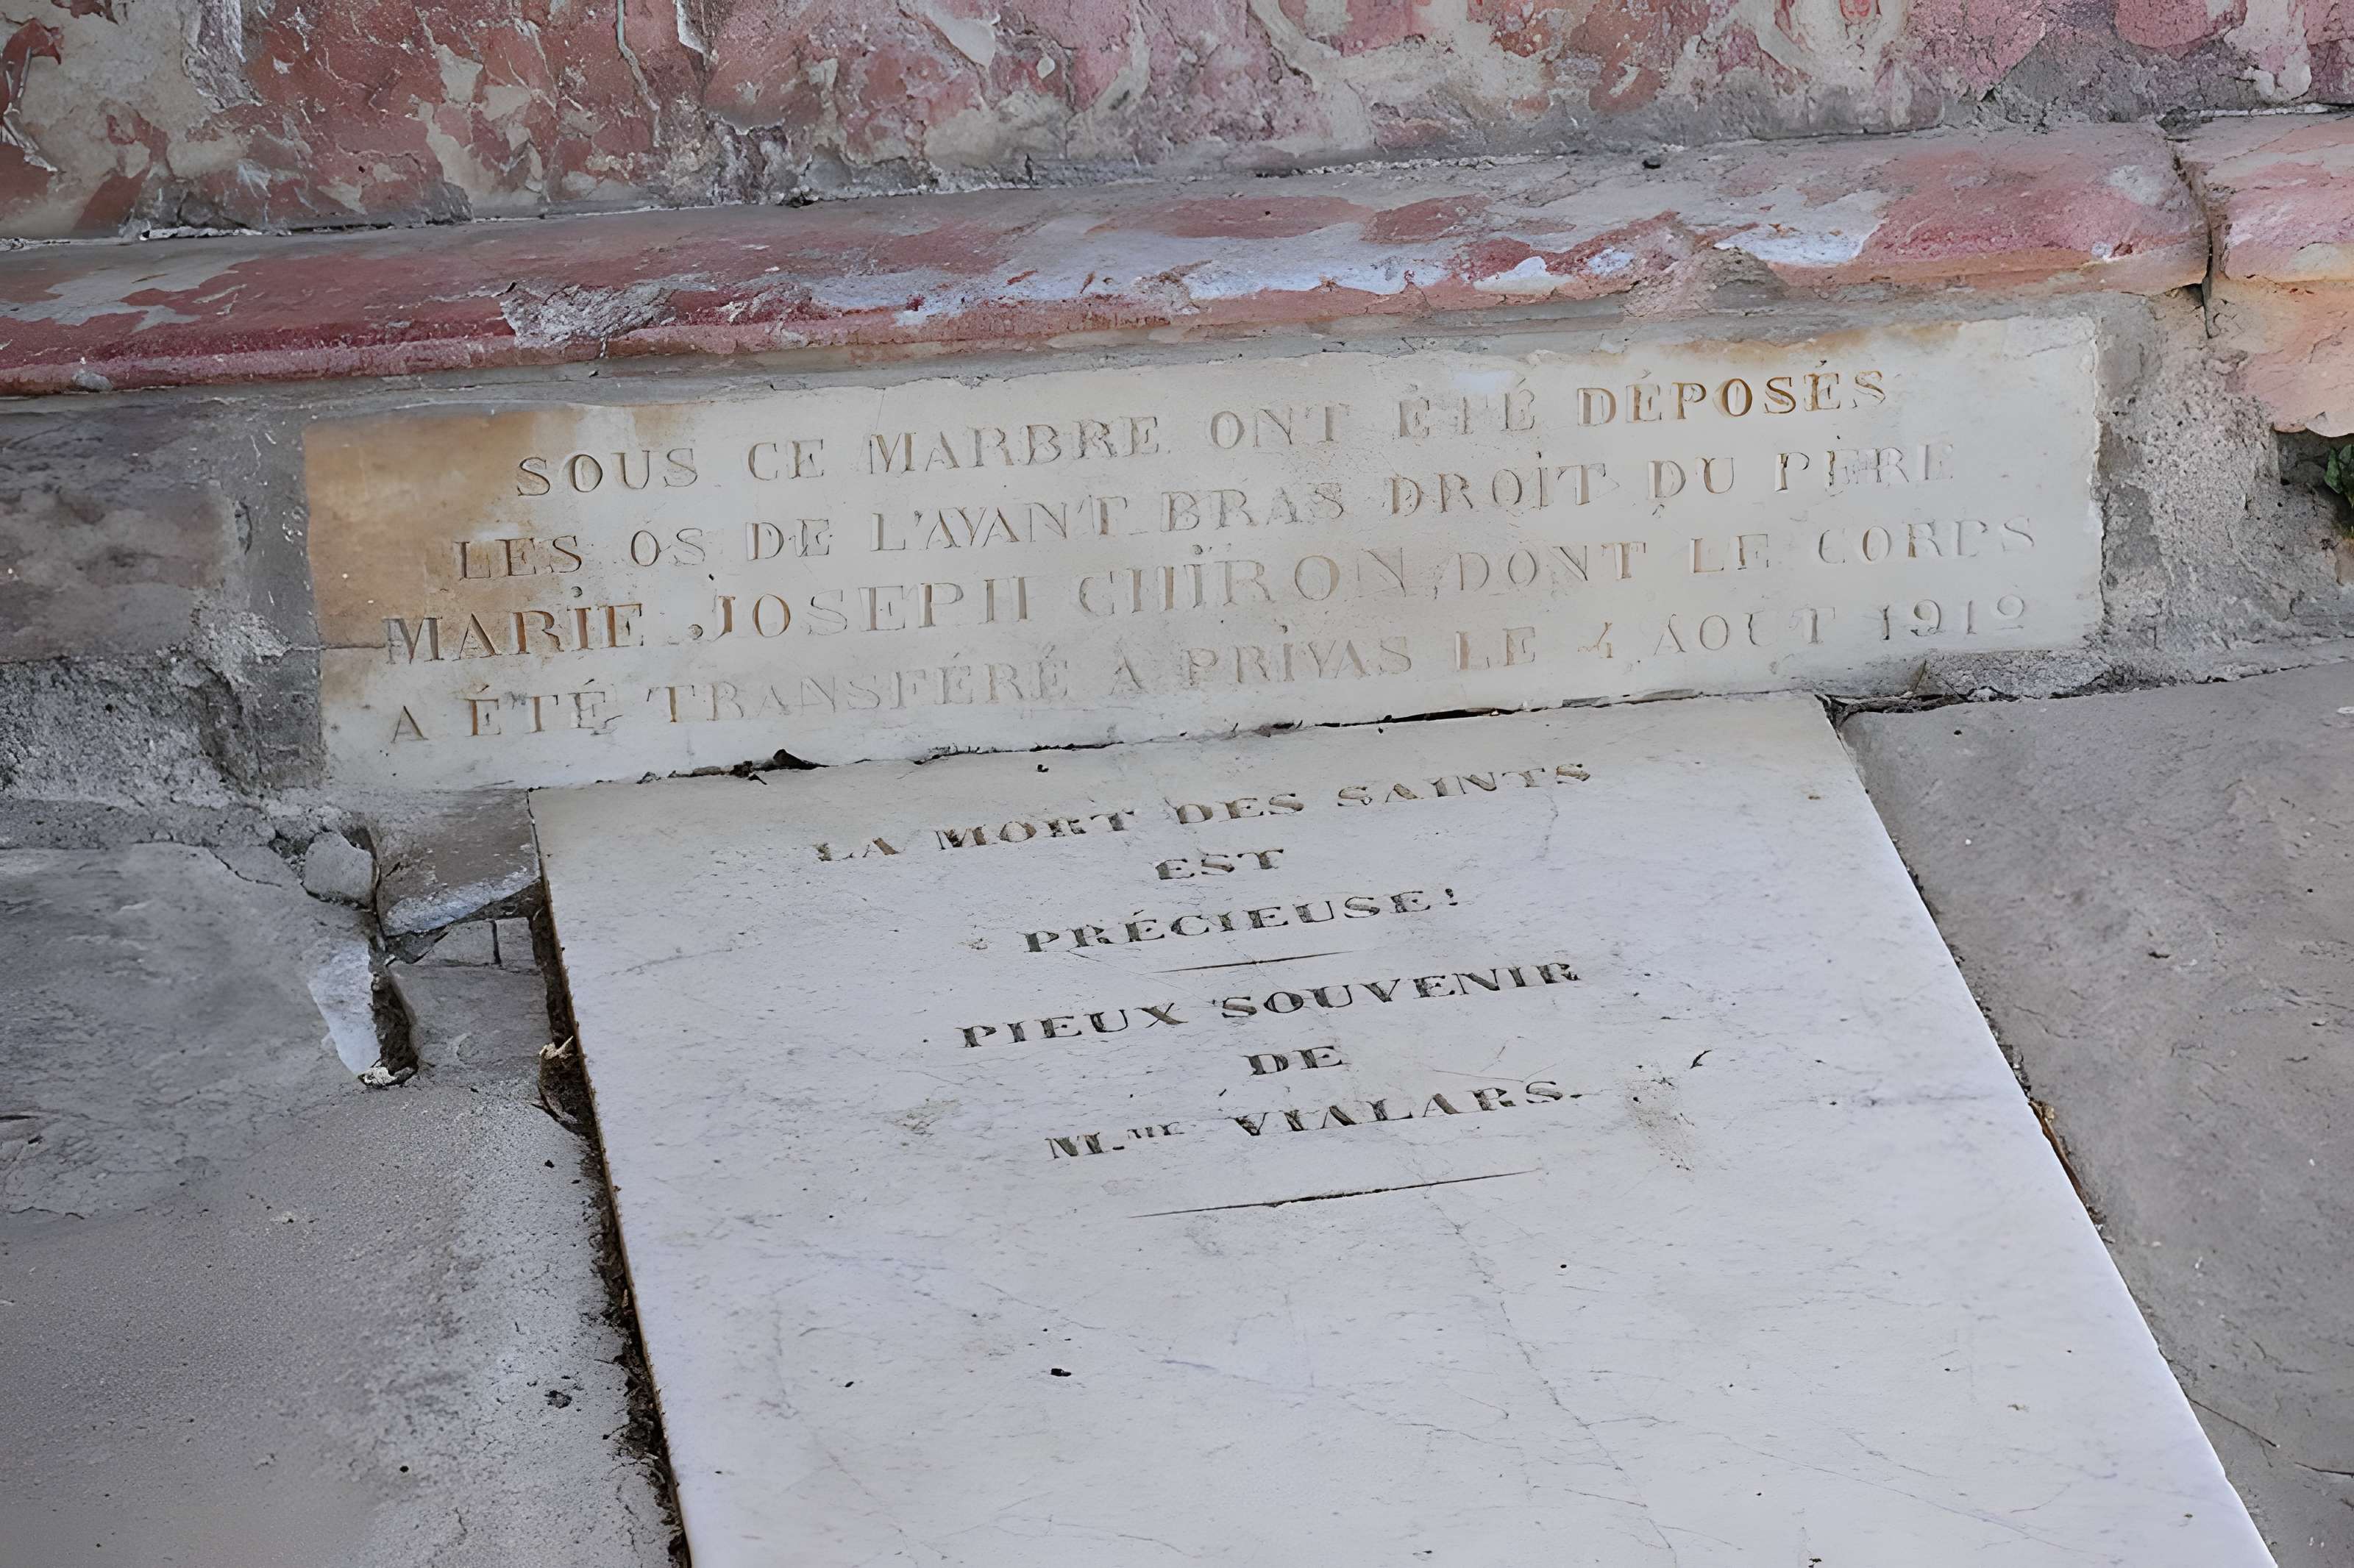 SOUS CE MARBRE ONT ÉTÉ DÉPOSÉS
LES OS DE L'AVANT-BRAS DROIT DU PÈRE
MARIE JOSEPH CHIRON, DONT LE CORPS
A ÉTÉ TRANSFÉRÉ A PRIVAS LE 4 AOUT 1912
LA MORT DES SAINTS
EST
PRÉCIEUSE!
PIEUX SOUVENIR
DE
M.ME VIALARS.